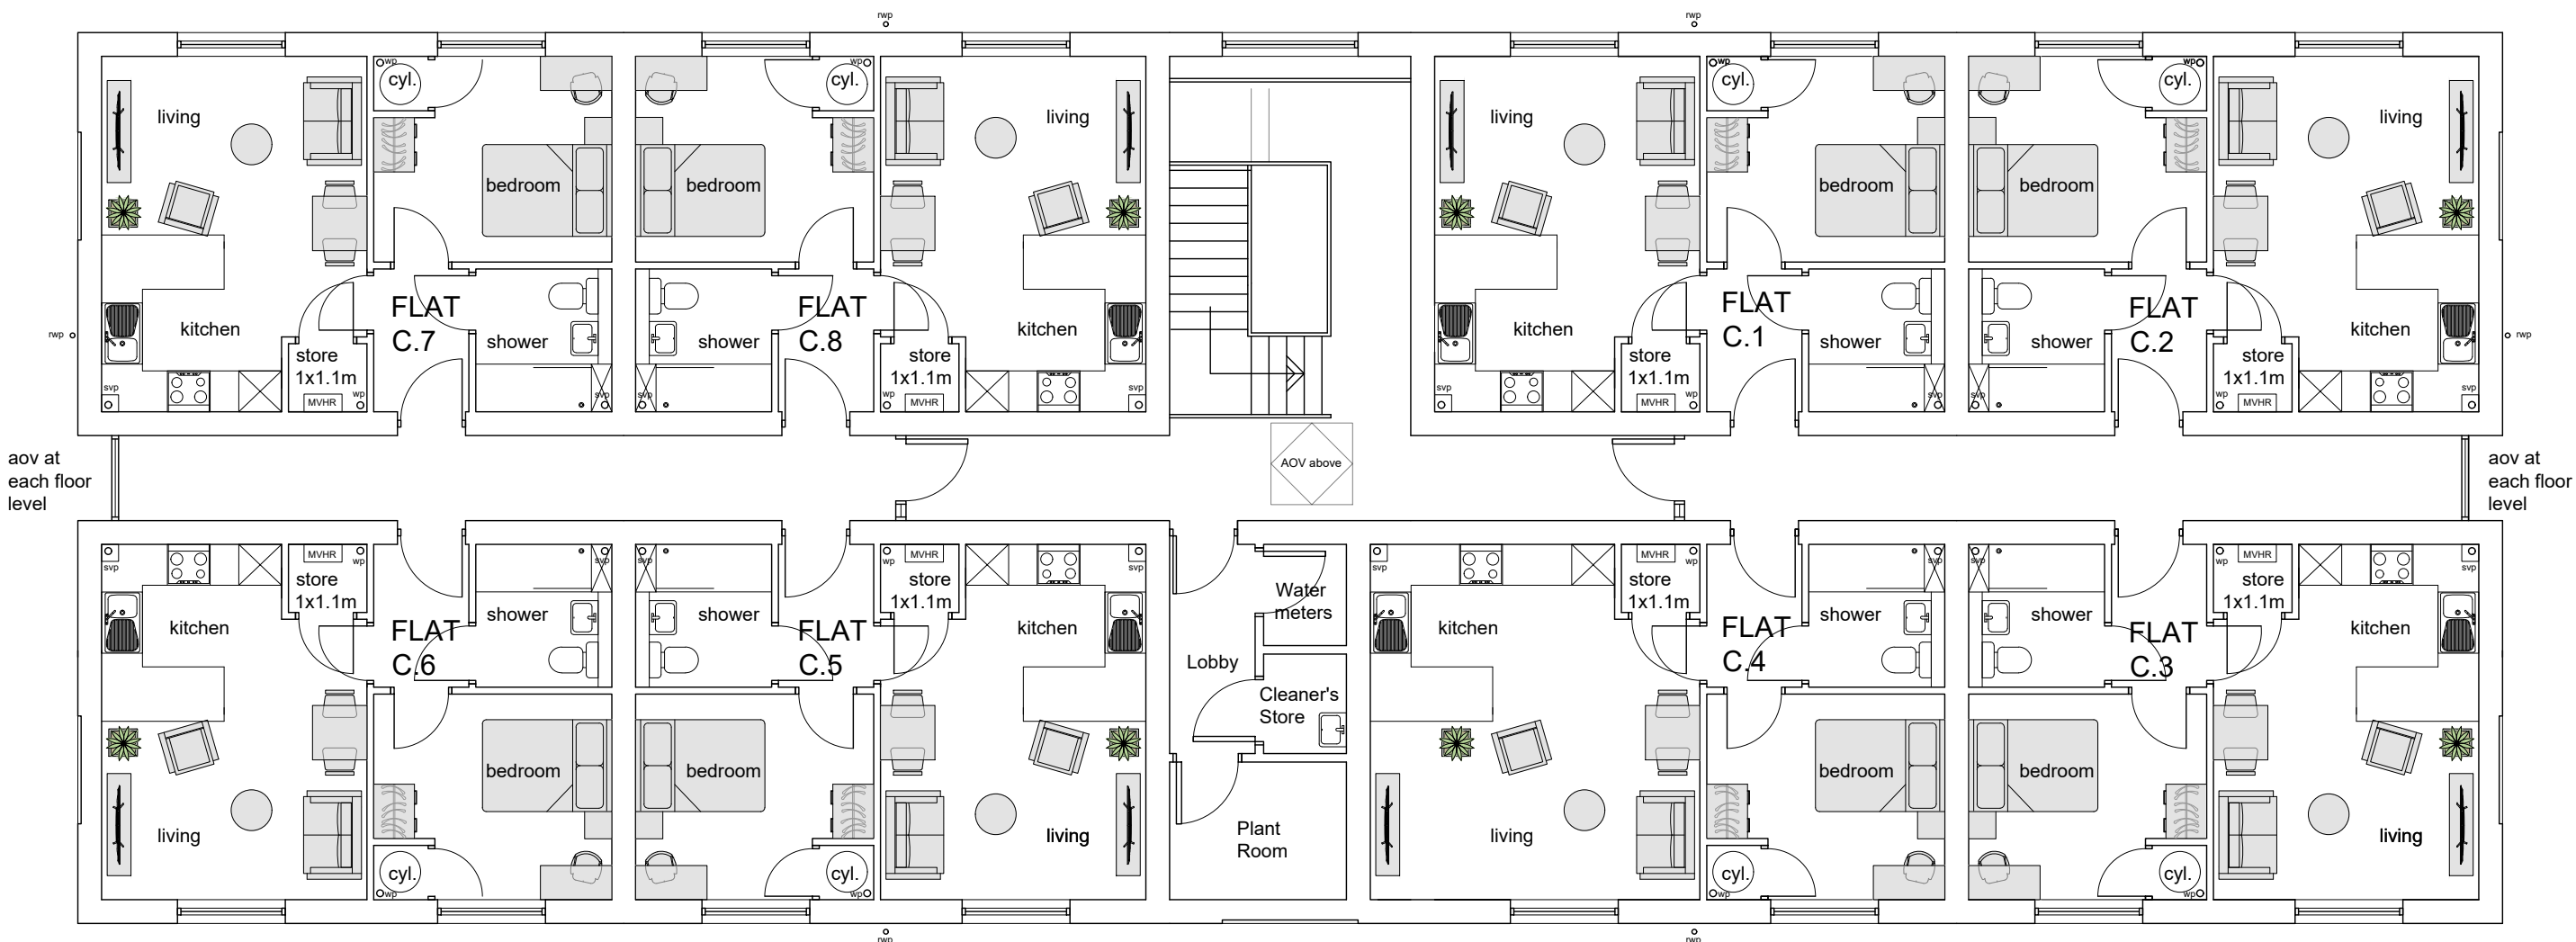 rwp
rwp
wp
cyl.
wp
cyl.
wp
cyl.
wp
cyl.
living
living
living
living
bedroom
bedroom
bedroom
bedroom
FLAT
C.7
FLAT
C.8
FLAT
C.1
FLAT
C.2
rwp
kitchen
shower
shower
kitchen
kitchen
shower
shower
kitchen
rwp
store
1x1.1m
store
1x1.1m
store
1x1.1m
store
1x1.1m
svp
MVHR
wp
svp
svp
wp
MVHR
svp
svp
MVHR
wp
svp
svp
wp
MVHR
svp
aov at
each floor
level
AOV above
aov at
each floor
level
svp
MVHR
wp
svp
svp
wp
MVHR
svp
svp
MVHR
wp
svp
svp
wp
MVHR
svp
store
1x1.1m
store
1x1.1m
store
1x1.1m
store
1x1.1m
Water
meters
kitchen
shower
shower
kitchen
kitchen
shower
shower
kitchen
FLAT
C.6
FLAT
C.5
FLAT
C.4
FLAT
C.3
Lobby
Cleaner's
Store
bedroom
bedroom
bedroom
bedroom
living
living
Plant
Room
living
living
cyl.
wp
cyl.
wp
cyl.
wp
cyl.
wp
rwp
rwp